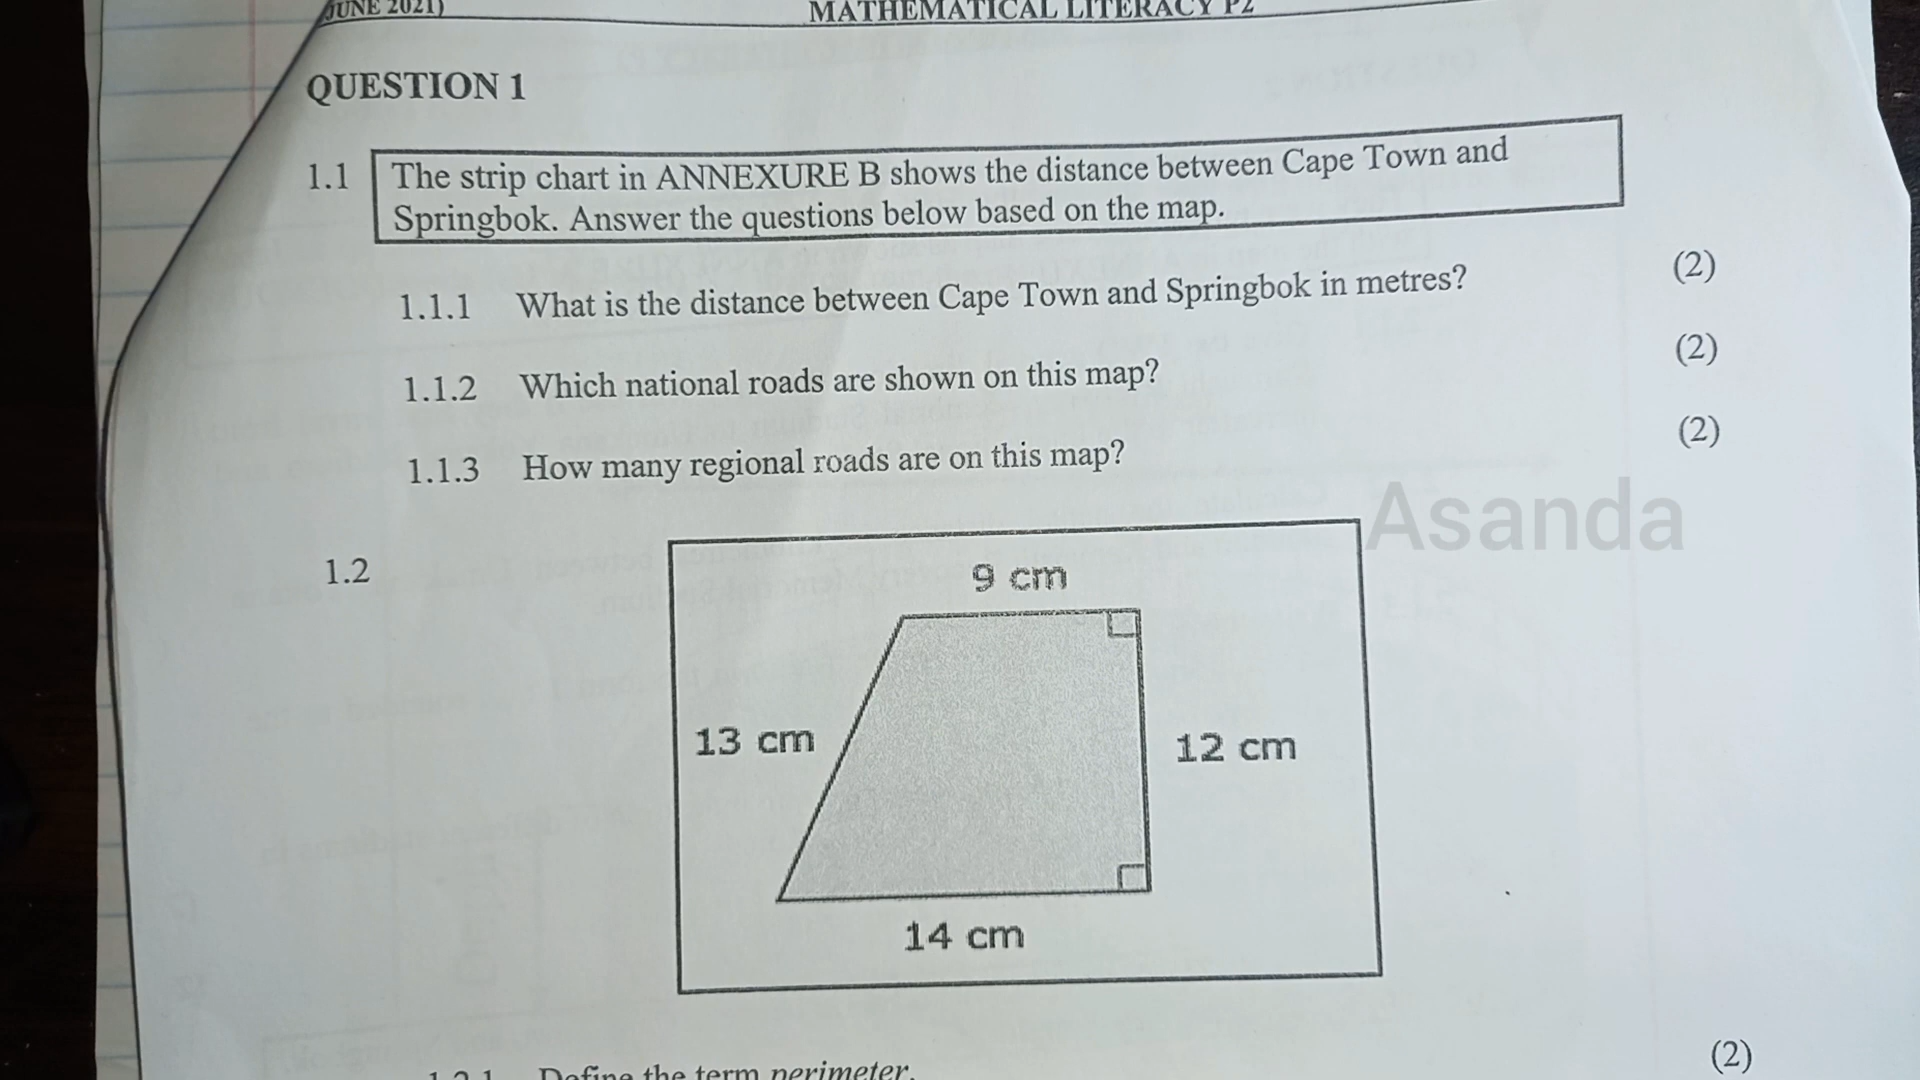 JUNE 2021) MATHEMATICAL LITERACY P2
QUESTION 1
1.1 The strip chart in ANNEXURE B shows the distance between Cape Town and
Springbok. Answer the questions below based on the map.
1.1.1 What is the distance between Cape Town and Springbok in metres? (2)
1.1.2 Which national roads are shown on this map? (2)
1.1.3 How many regional roads are on this map? (2)
Asanda
1.2
9 cm
13 cm
12 cm
14 cm
1.2.1 Define the term perimeter. (2)